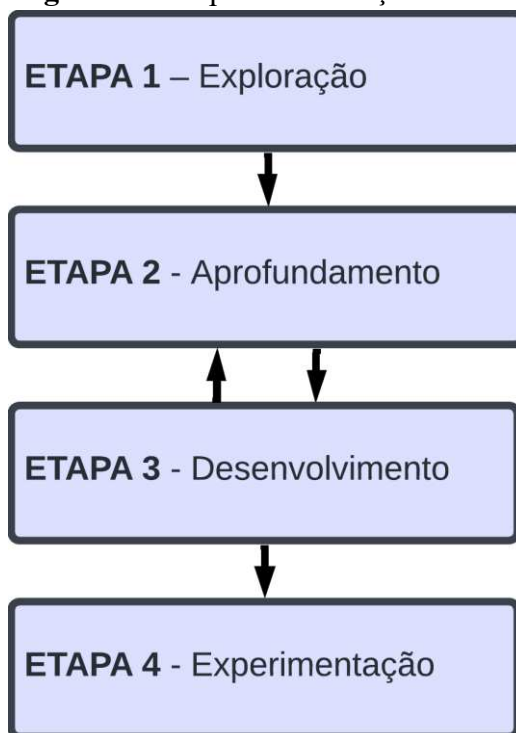 ETAPA 1 – Exploração
ETAPA 2 - Aprofundamento
ETAPA 3 - Desenvolvimento
ETAPA 4 - Experimentação